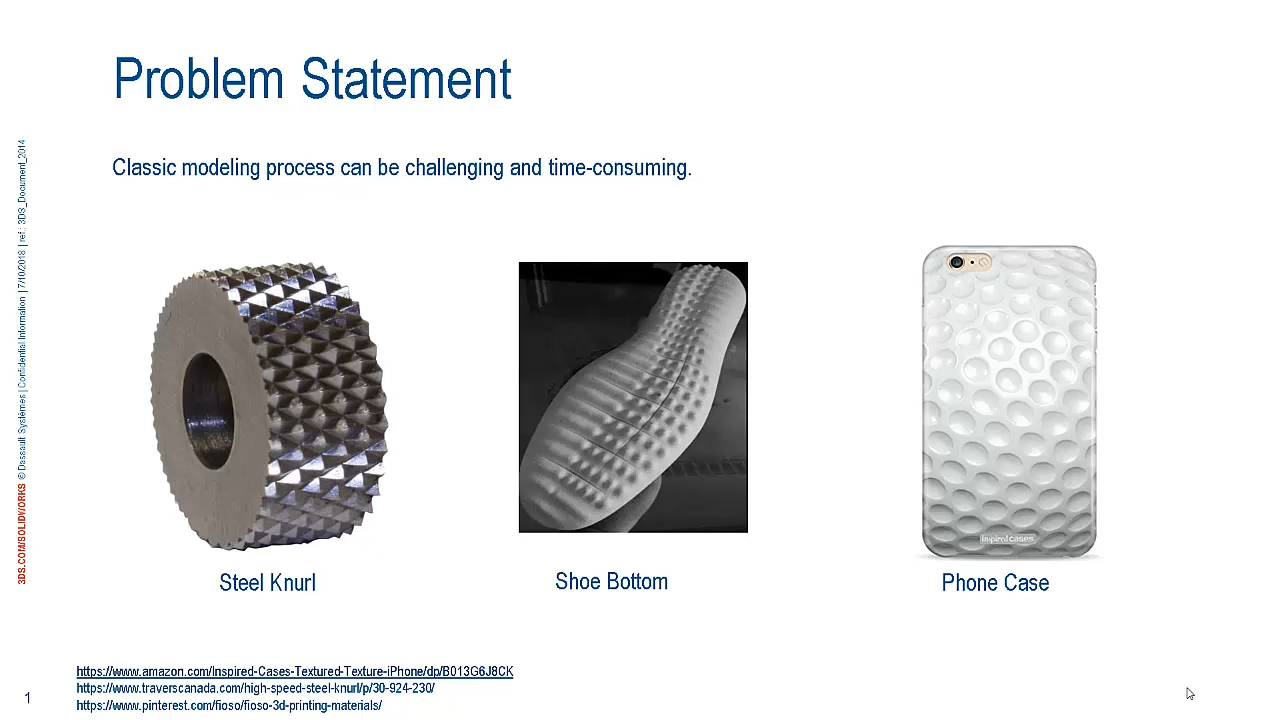 Problem Statement
Classic modeling process can be challenging and time-consuming.
3DS.COM/SOLIDWORKS © Dassault Systèmes | Confidential Information | 7/10/2018 | ref.: 3DS_Document_2014
inspired cases
Steel Knurl
Shoe Bottom
Phone Case
https://www.amazon.com/Inspired-Cases-Textured-Texture-iPhone/dp/B013G6J8CK
https://www.traverscanada.com/high-speed-steel-knurl/p/30-924-230/
https://www.pinterest.com/fioso/fioso-3d-printing-materials/
1